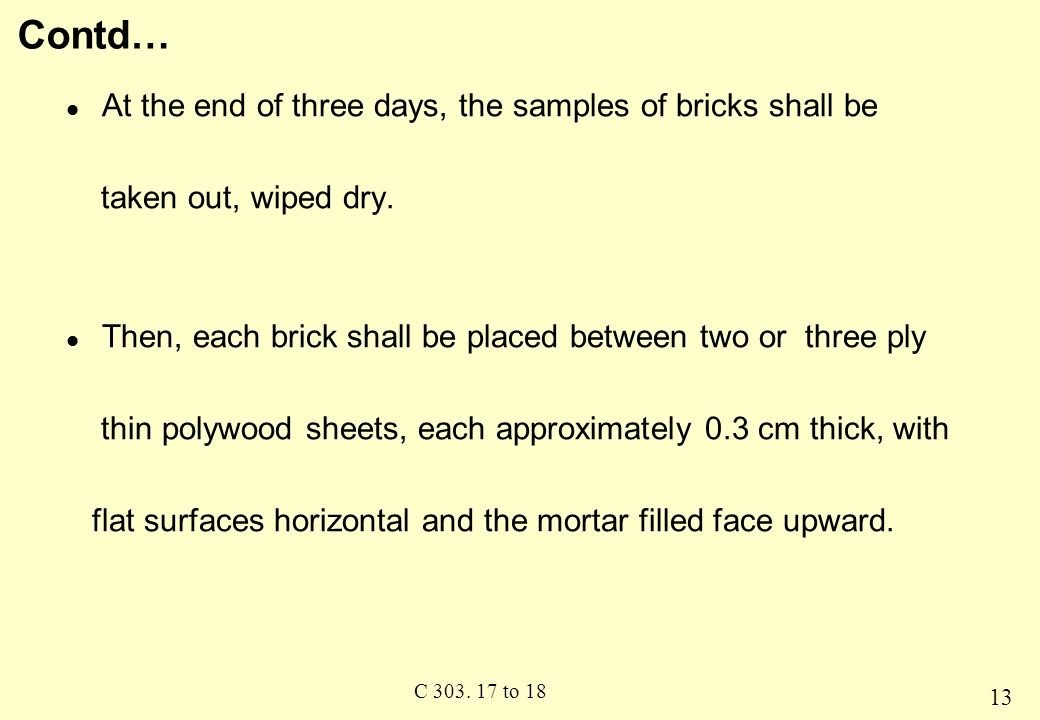 Contd…
● At the end of three days, the samples of bricks shall be
taken out, wiped dry.
● Then, each brick shall be placed between two or three ply
thin polywood sheets, each approximately 0.3 cm thick, with
flat surfaces horizontal and the mortar filled face upward.
C 303. 17 to 18
13